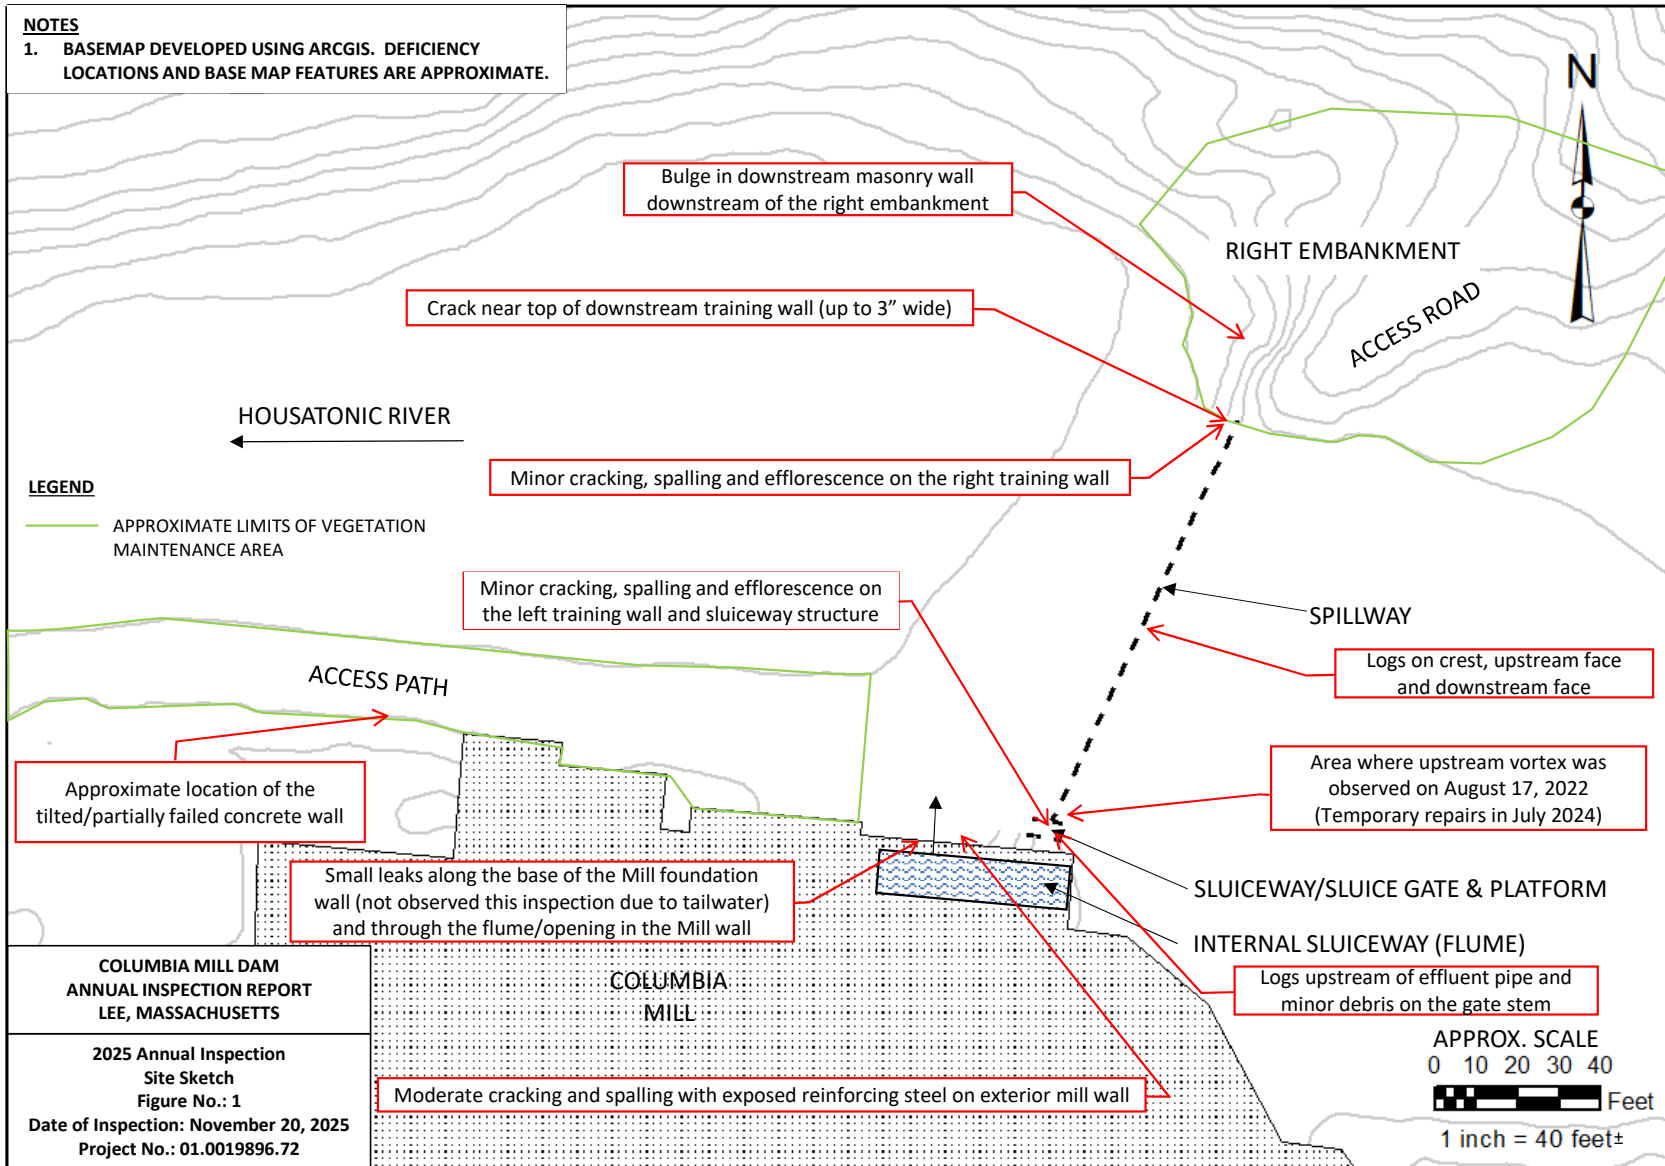 NOTES
1. BASEMAP DEVELOPED USING ARCGIS. DEFICIENCY
LOCATIONS AND BASE MAP FEATURES ARE APPROXIMATE.
N
Bulge in downstream masonry wall
downstream of the right embankment
RIGHT EMBANKMENT
ACCESS ROAD
Crack near top of downstream training wall (up to 3” wide)
HOUSATONIC RIVER
Minor cracking, spalling and efflorescence on the right training wall
LEGEND
APPROXIMATE LIMITS OF VEGETATION
MAINTENANCE AREA
Minor cracking, spalling and efflorescence on
the left training wall and sluiceway structure
SPILLWAY
Logs on crest, upstream face
and downstream face
ACCESS PATH
Approximate location of the
tilted/partially failed concrete wall
Area where upstream vortex was
observed on August 17, 2022
(Temporary repairs in July 2024)
Small leaks along the base of the Mill foundation
wall (not observed this inspection due to tailwater)
and through the flume/opening in the Mill wall
SLUICEWAY/SLUICE GATE & PLATFORM
INTERNAL SLUICEWAY (FLUME)
Logs upstream of effluent pipe and
minor debris on the gate stem
COLUMBIA
MILL
Moderate cracking and spalling with exposed reinforcing steel on exterior mill wall
COLUMBIA MILL DAM
ANNUAL INSPECTION REPORT
LEE, MASSACHUSETTS
2025 Annual Inspection
Site Sketch
Figure No.: 1
Date of Inspection: November 20, 2025
Project No.: 01.0019896.72
APPROX. SCALE
0 10 20 30 40
Feet
1 inch = 40 feet±